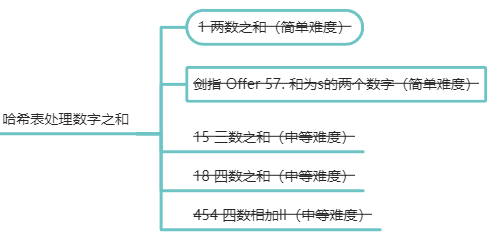 哈希表处理数字之和
1 两数之和（简单难度）
剑指 Offer 57. 和为s的两个数字（简单难度）
15 三数之和（中等难度）
18 四数之和（中等难度）
454 四数相加II（中等难度）